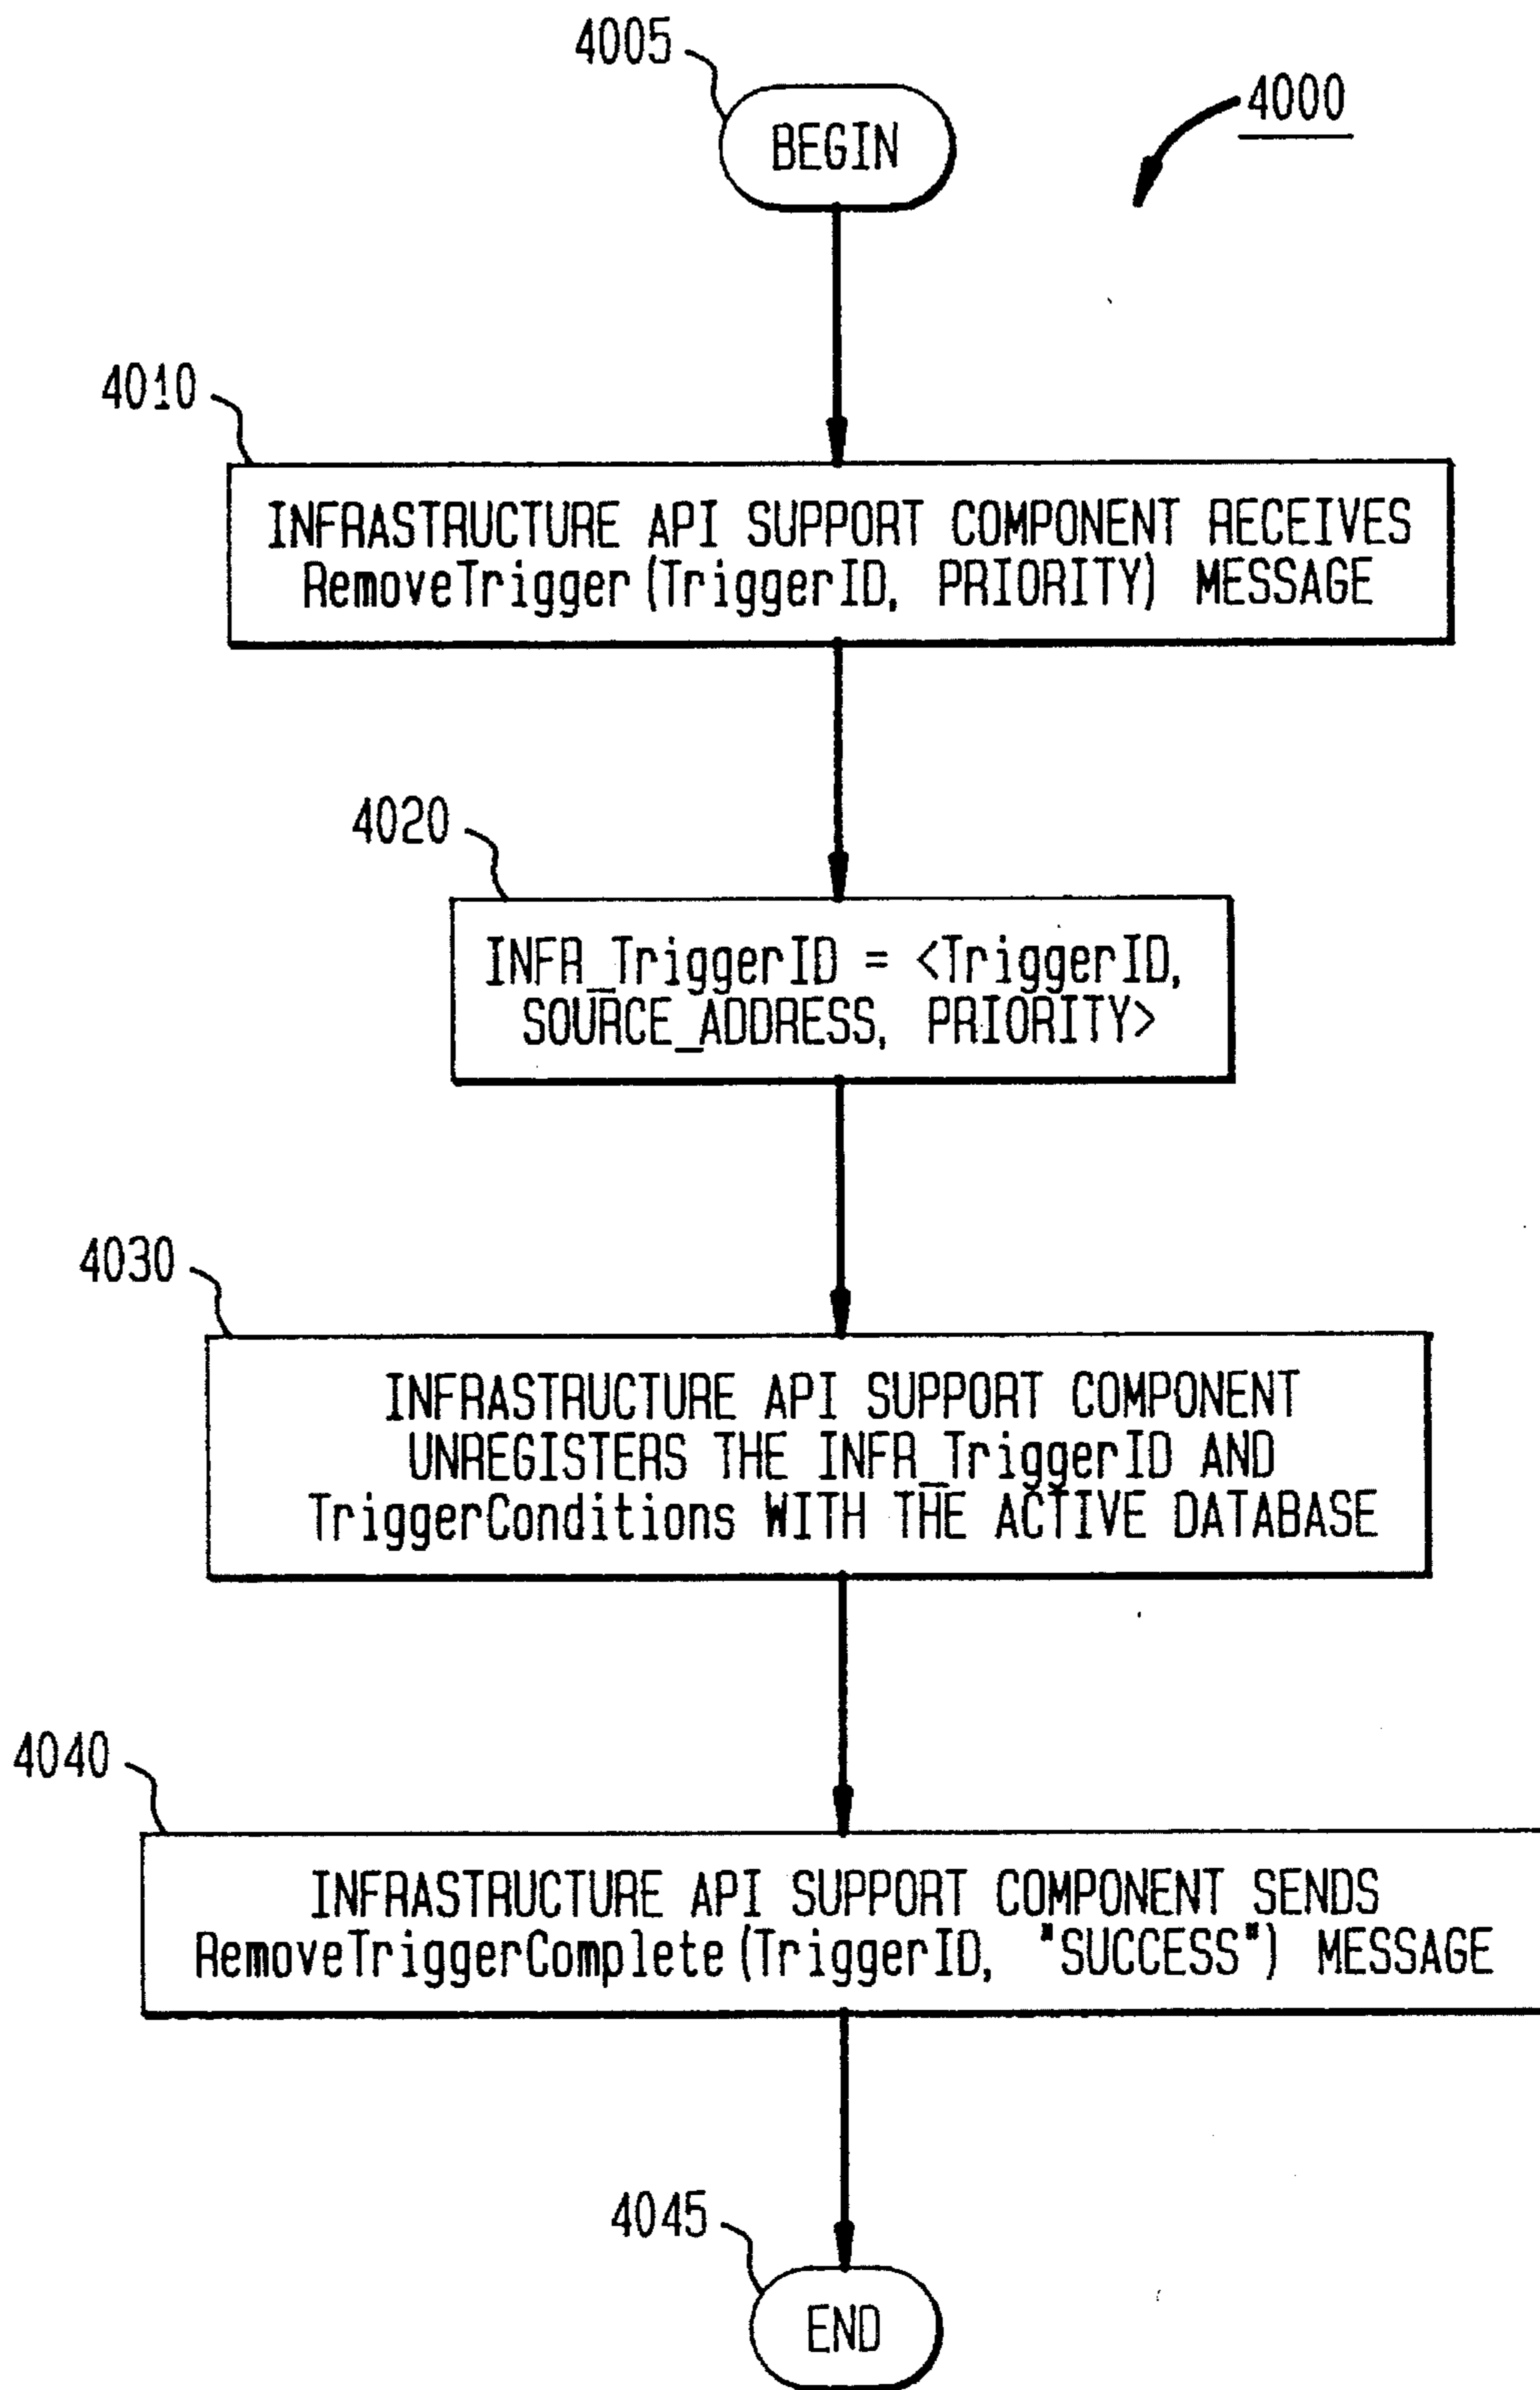 4005
BEGIN
4000
4010
INFRASTRUCTURE API SUPPORT COMPONENT RECEIVES
RemoveTrigger(TriggerID, PRIORITY) MESSAGE
4020
INFR_TriggerID = <TriggerID,
SOURCE_ADDRESS, PRIORITY>
4030
INFRASTRUCTURE API SUPPORT COMPONENT
UNREGISTERS THE INFR_TriggerID AND
TriggerConditions WITH THE ACTIVE DATABASE
4040
INFRASTRUCTURE API SUPPORT COMPONENT SENDS
RemoveTriggerComplete(TriggerID, "SUCCESS") MESSAGE
4045
END